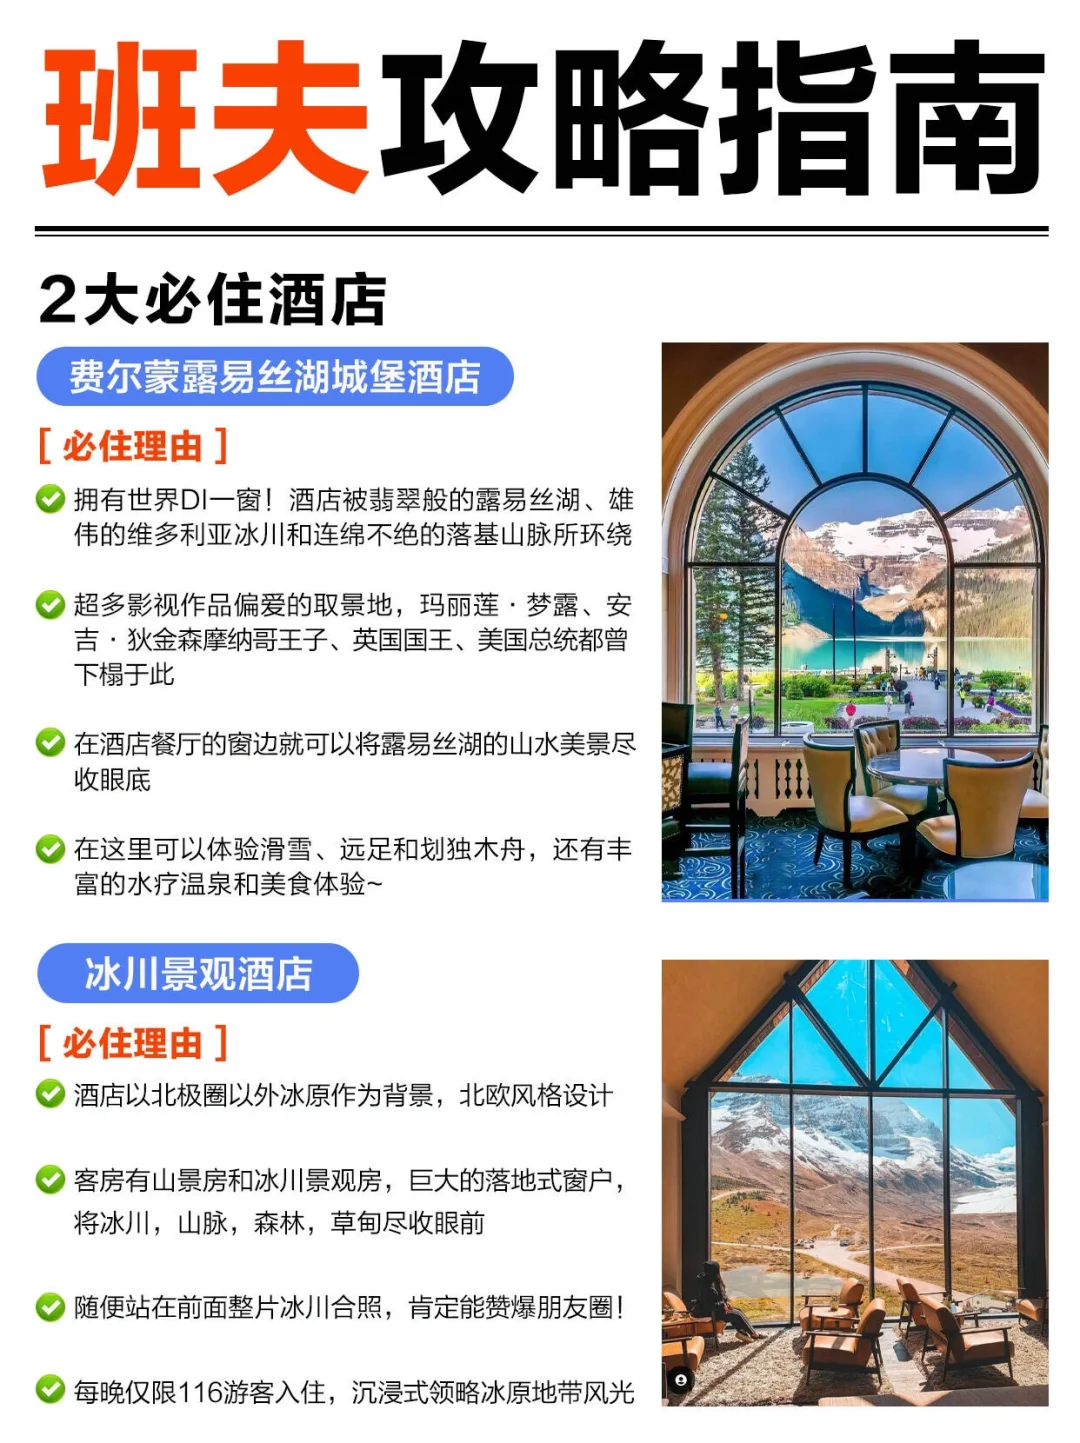 班夫攻略指南
2大必住酒店
费尔蒙露易丝湖城堡酒店
[ 必住理由 ]
拥有世界DI一窗！酒店被翡翠般的露易丝湖、雄
伟的维多利亚冰川和连绵不绝的落基山脉所环绕
超多影视作品偏爱的取景地，玛丽莲·梦露、安
吉·狄金森摩纳哥王子、英国国王、美国总统都曾
下榻于此
在酒店餐厅的窗边就可以将露易丝湖的山水美景尽
收眼底
在这里可以体验滑雪、远足和划独木舟，还有丰
富的水疗温泉和美食体验~
冰川景观酒店
[ 必住理由 ]
酒店以北极圈以外冰原作为背景，北欧风格设计
客房有山景房和冰川景观房，巨大的落地式窗户，
将冰川，山脉，森林，草甸尽收眼前
随便站在前面整片冰川合照，肯定能赞爆朋友圈！
每晚仅限116游客入住，沉浸式领略冰原地带风光